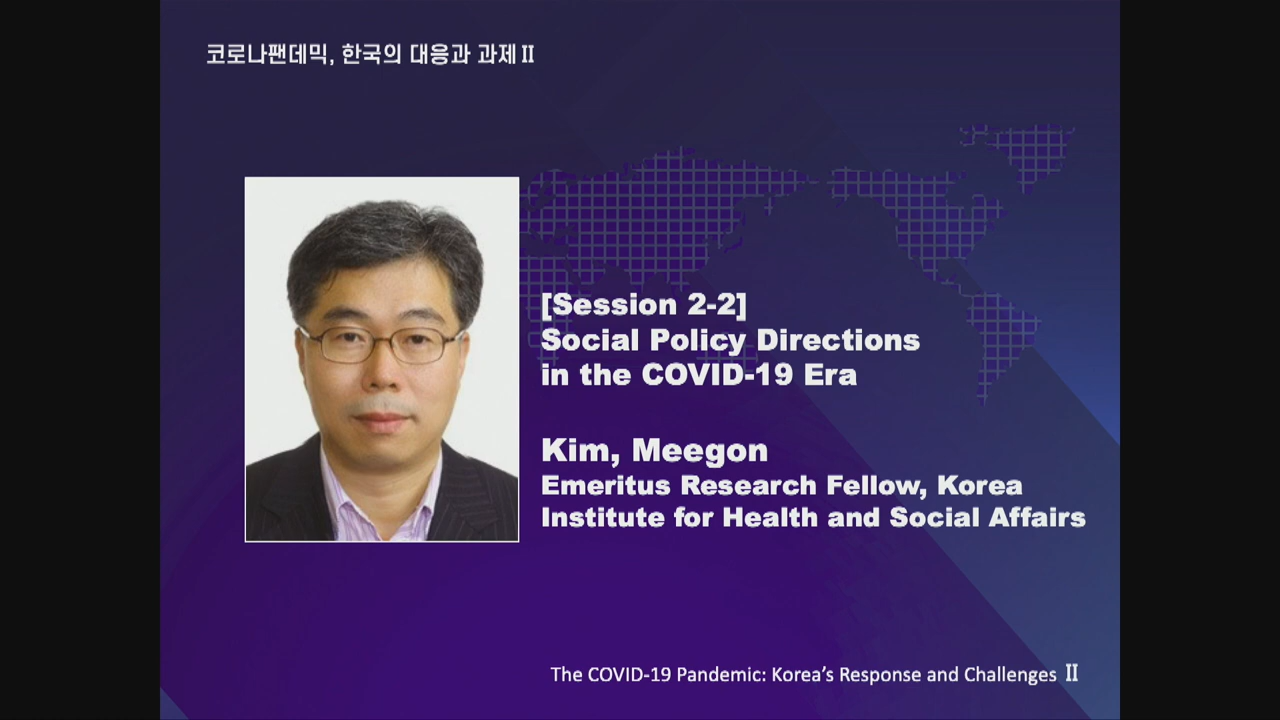 코로나팬데믹, 한국의 대응과 과제 Ⅱ
[Session 2-2]
Social Policy Directions
in the COVID-19 Era
Kim, Meegon
Emeritus Research Fellow, Korea
Institute for Health and Social Affairs
The COVID-19 Pandemic: Korea’s Response and Challenges Ⅱ